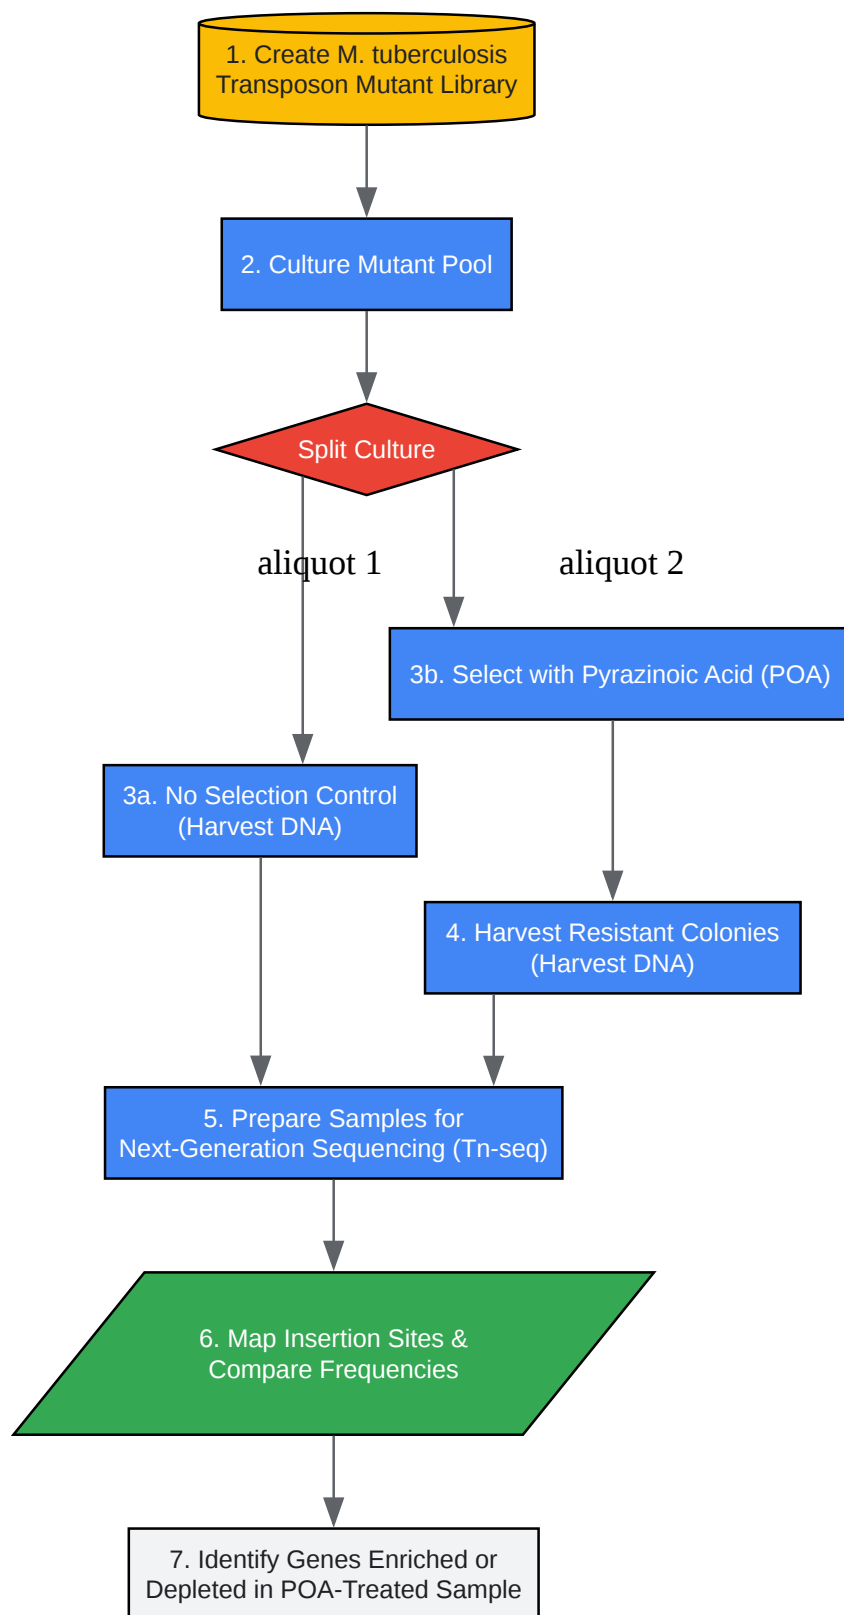 1. Create M. tuberculosis
Transposon Mutant Library
2. Culture Mutant Pool
Split Culture
aliquot 1
aliquot 2
3b. Select with Pyrazinoic Acid (POA)
3a. No Selection Control
(Harvest DNA)
4. Harvest Resistant Colonies
(Harvest DNA)
5. Prepare Samples for
Next-Generation Sequencing (Tn-seq)
6. Map Insertion Sites &
Compare Frequencies
7. Identify Genes Enriched or
Depleted in POA-Treated Sample